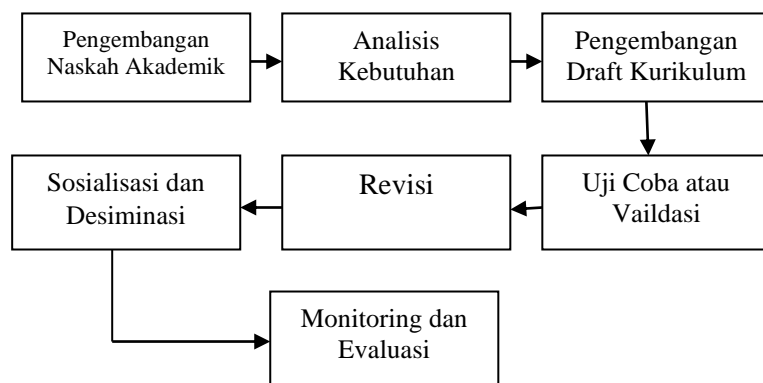 Pengembangan
Naskah Akademik
Analisis
Kebutuhan
Pengembangan
Draft Kurikulum
Uji Coba atau
Vaildasi
Revisi
Sosialisasi dan
Desiminasi
Monitoring dan
Evaluasi